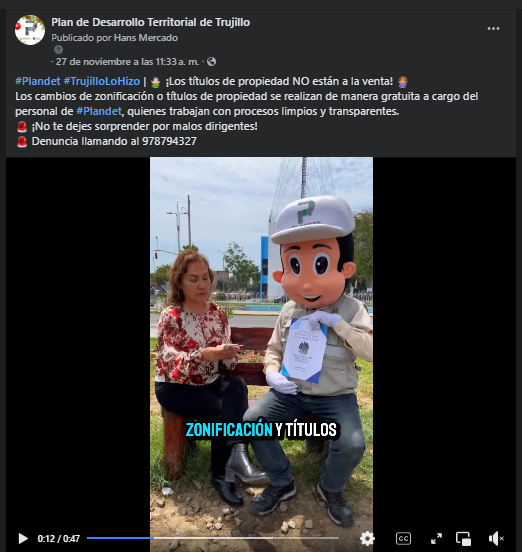 Plan de Desarrollo Territorial de Trujillo
Publicado por Hans Mercado
· 27 de noviembre a las 11:33 a. m. ·
#Plandet #TrujilloLoHizo | ¡Los títulos de propiedad NO están a la venta!
Los cambios de zonificación o títulos de propiedad se realizan de manera gratuita a cargo del
personal de #Plandet, quienes trabajan con procesos limpios y transparentes.
¡No te dejes sorprender por malos dirigentes!
Denuncia llamando al 978794327
ZONIFICACIÓN Y TÍTULOS
0:12 / 0:47
CC